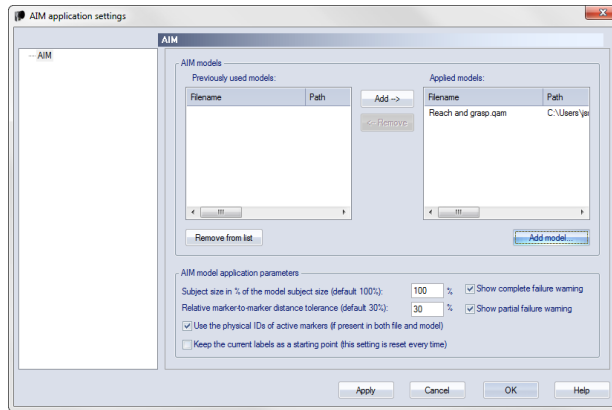 AIM application settings
AIM
AIM
AIM models
Previously used models:
Applied models:
Filename Path
Add -->
Filename Path
<- Remove
Reach and grasp.qam C:\Users\jsr
Remove from list
Add model...
AIM model application parameters
Subject size in % of the model subject size (default 100%): 100 % Show complete failure warning
Relative marker-to-marker distance tolerance (default 30%): 30 % Show partial failure warning
Use the physical IDs of active markers (if present in both file and model)
Keep the current labels as a starting point (this setting is reset every time)
Apply Cancel OK Help